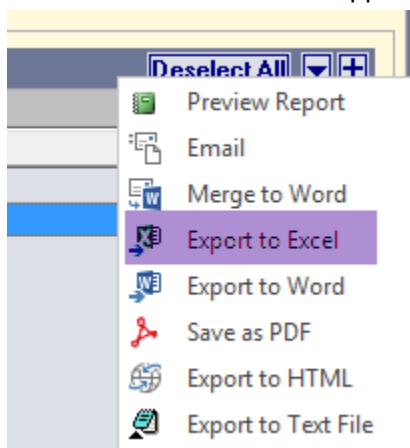 Deselect All
Preview Report
Email
Merge to Word
Export to Excel
Export to Word
Save as PDF
Export to HTML
Export to Text File